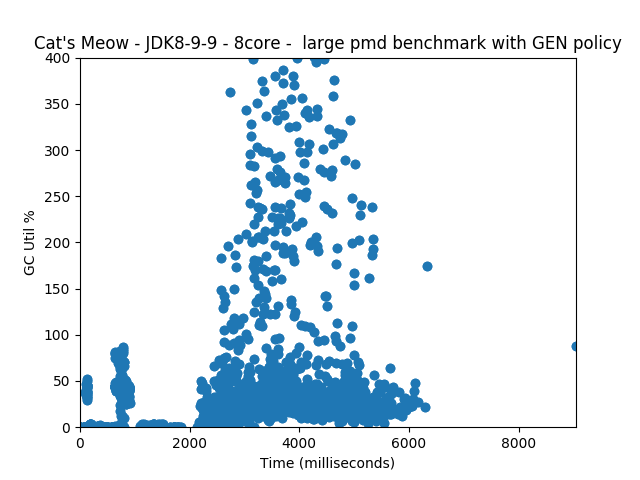 Cat's Meow - JDK8-9-9 - 8core -  large pmd benchmark with GEN policy
400
350
300
250
200
150
100
50
0
GC Util %
0 2000 4000 6000 8000
Time (milliseconds)